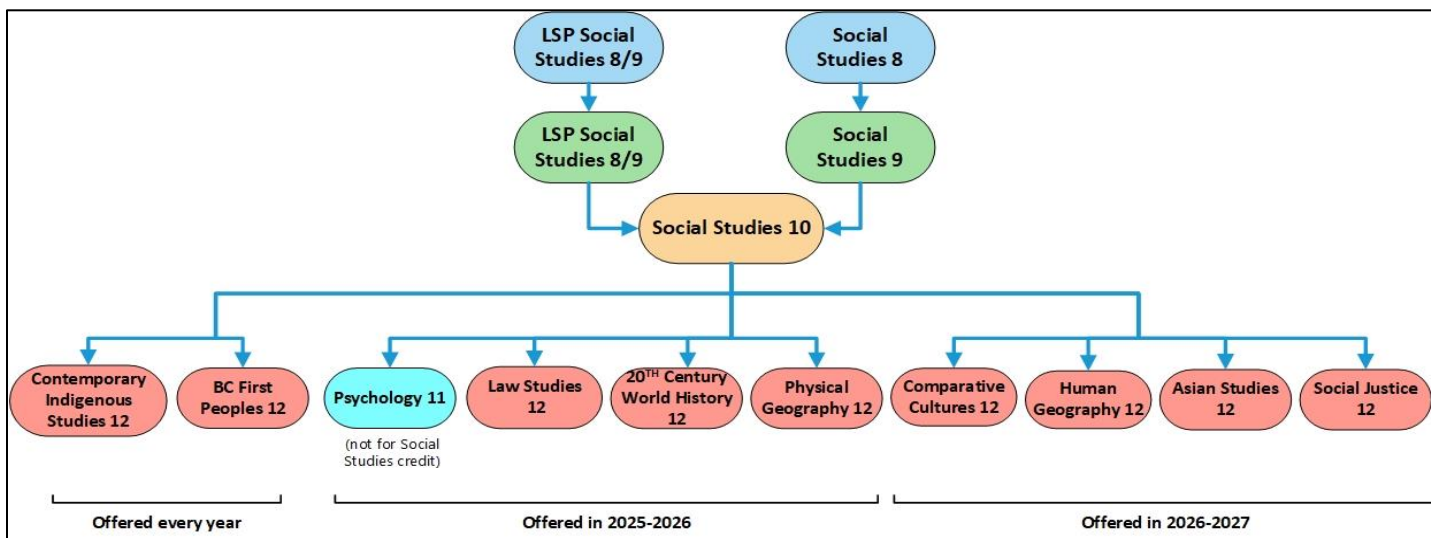 LSP Social
Studies 8/9
Social
Studies 8
LSP Social
Studies 8/9
Social
Studies 9
Social Studies 10
Contemporary
Indigenous
Studies 12
BC First
Peoples 12
Psychology 11
(not for Social
Studies credit)
Law Studies
12
20TH Century
World History
12
Physical
Geography 12
Comparative
Cultures 12
Human
Geography 12
Asian Studies
12
Social Justice
12
Offered every year
Offered in 2025-2026
Offered in 2026-2027